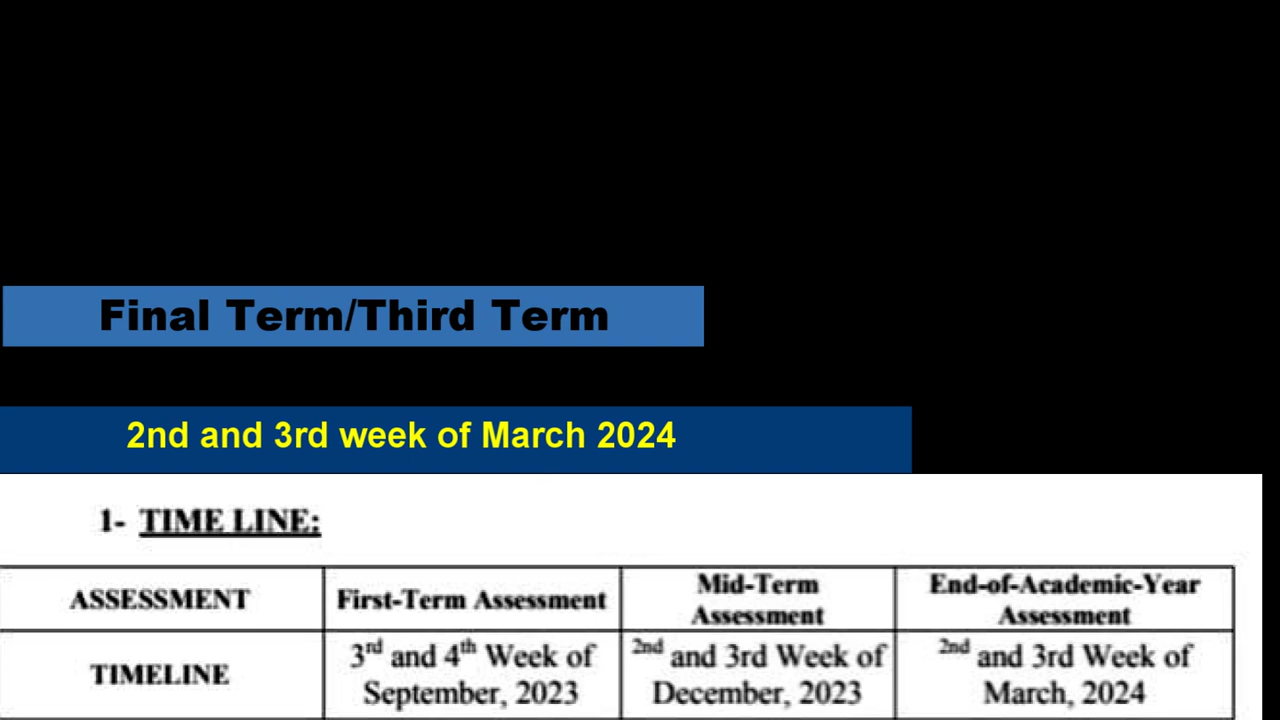 Final Term/Third Term
2nd and 3rd week of March 2024
1- TIME LINE:
ASSESSMENT
First-Term Assessment
Mid-Term
Assessment
End-of-Academic-Year
Assessment
TIMELINE
3rd and 4th Week of
September, 2023
2nd and 3rd Week of
December, 2023
2nd and 3rd Week of
March, 2024